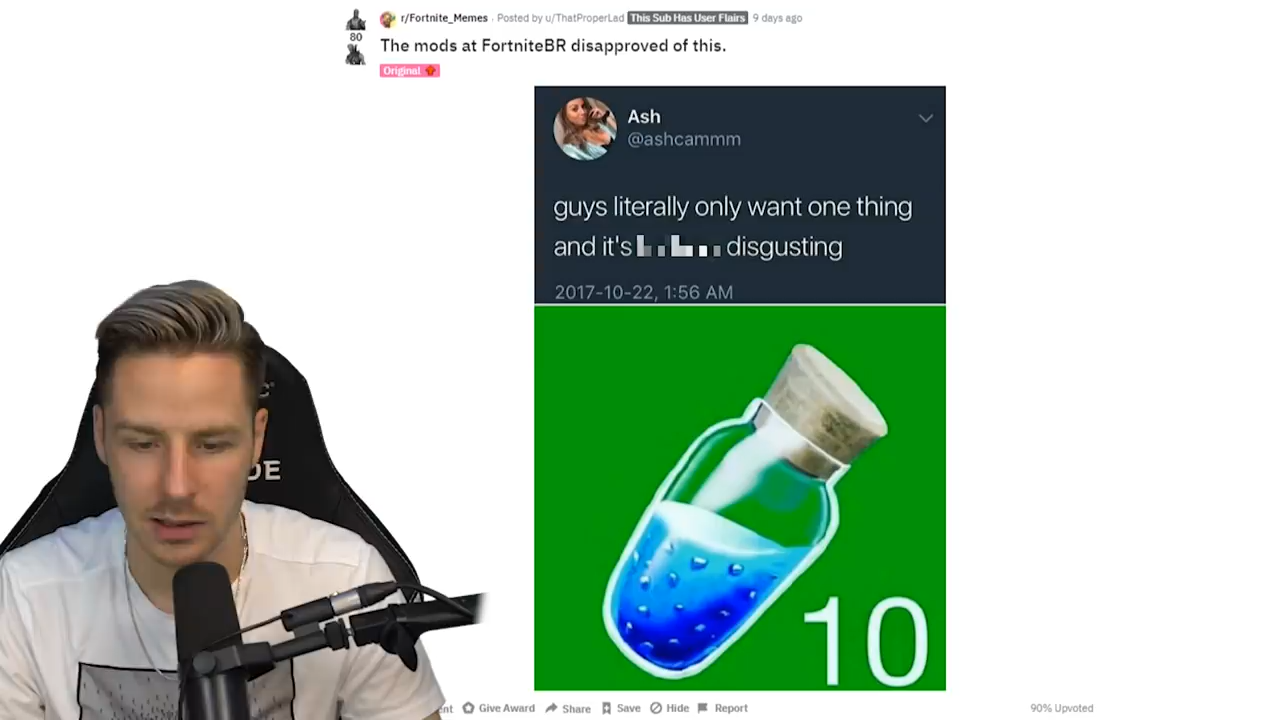 r/Fortnite_Memes · Posted by u/ThatProperLad This Sub Has User Flairs 9 days ago
80
The mods at FortniteBR disapproved of this.
Original
Ash
@ashcammm
guys literally only want one thing
and it's disgusting
2017-10-22, 1:56 AM
10
Give Award Share Save Hide Report 90% Upvoted